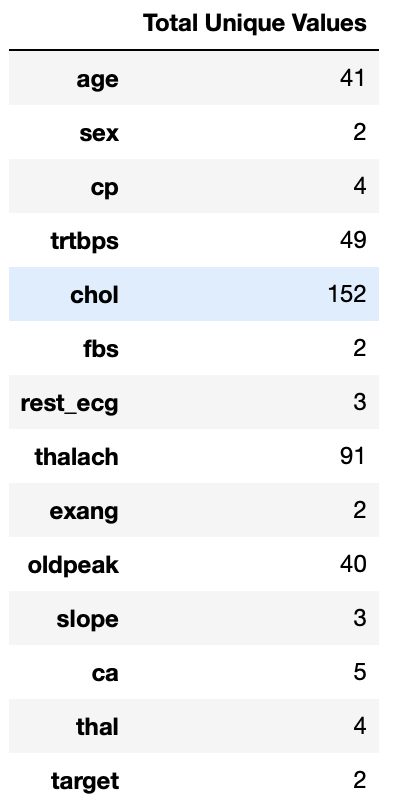 Total Unique Values
age 41
sex 2
cp 4
trtbps 49
chol 152
fbs 2
rest_ecg 3
thalach 91
exang 2
oldpeak 40
slope 3
ca 5
thal 4
target 2